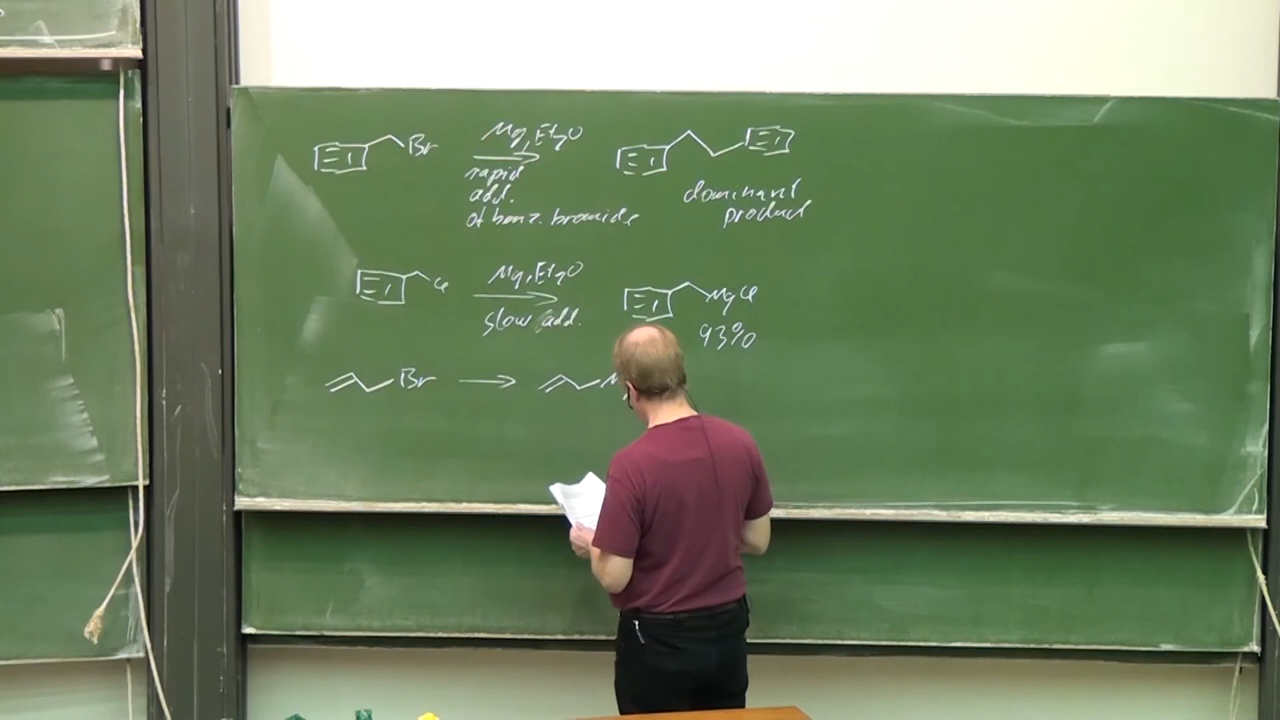 Br Mg, Et2O
rapid
add.
of benz. bromide
dominant
product
Cl Mg, Et2O MgCl
slow add.
93%
Br → M